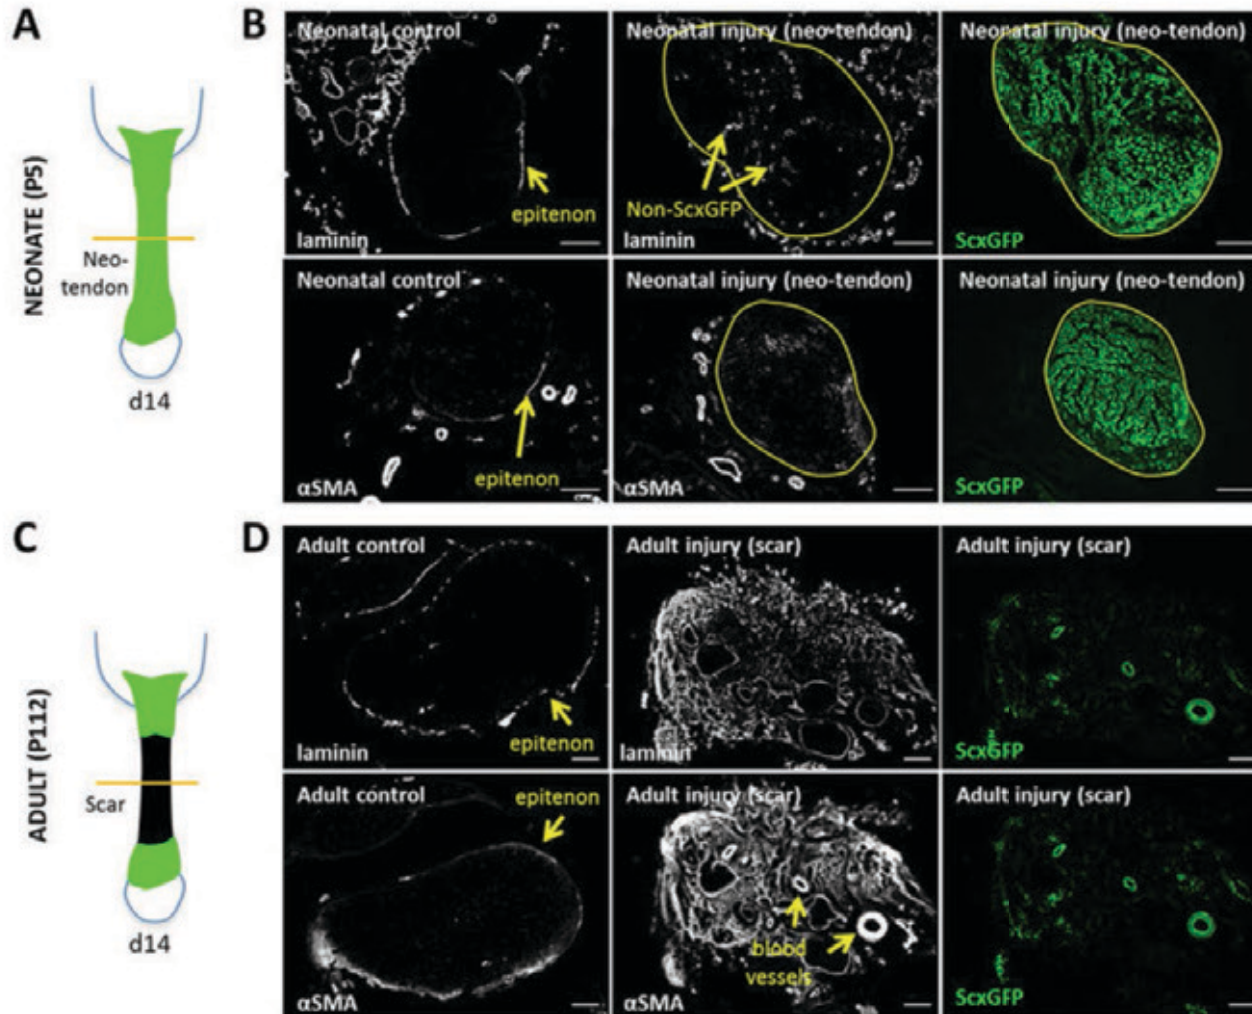 A
NEONATE (P5)
Neo-
tendon
d14
B
Neonatal control
epitenon
laminin
Neonatal injury (neo-tendon)
Non-ScxGFP
laminin
Neonatal injury (neo-tendon)
ScxGFP
Neonatal control
epitenon
αSMA
Neonatal injury (neo-tendon)
αSMA
Neonatal injury (neo-tendon)
ScxGFP
C
ADULT (P112)
Scar
d14
D
Adult control
epitenon
laminin
Adult injury (scar)
laminin
Adult injury (scar)
ScxGFP
Adult control
epitenon
αSMA
Adult injury (scar)
blood
vessels
αSMA
Adult injury (scar)
ScxGFP